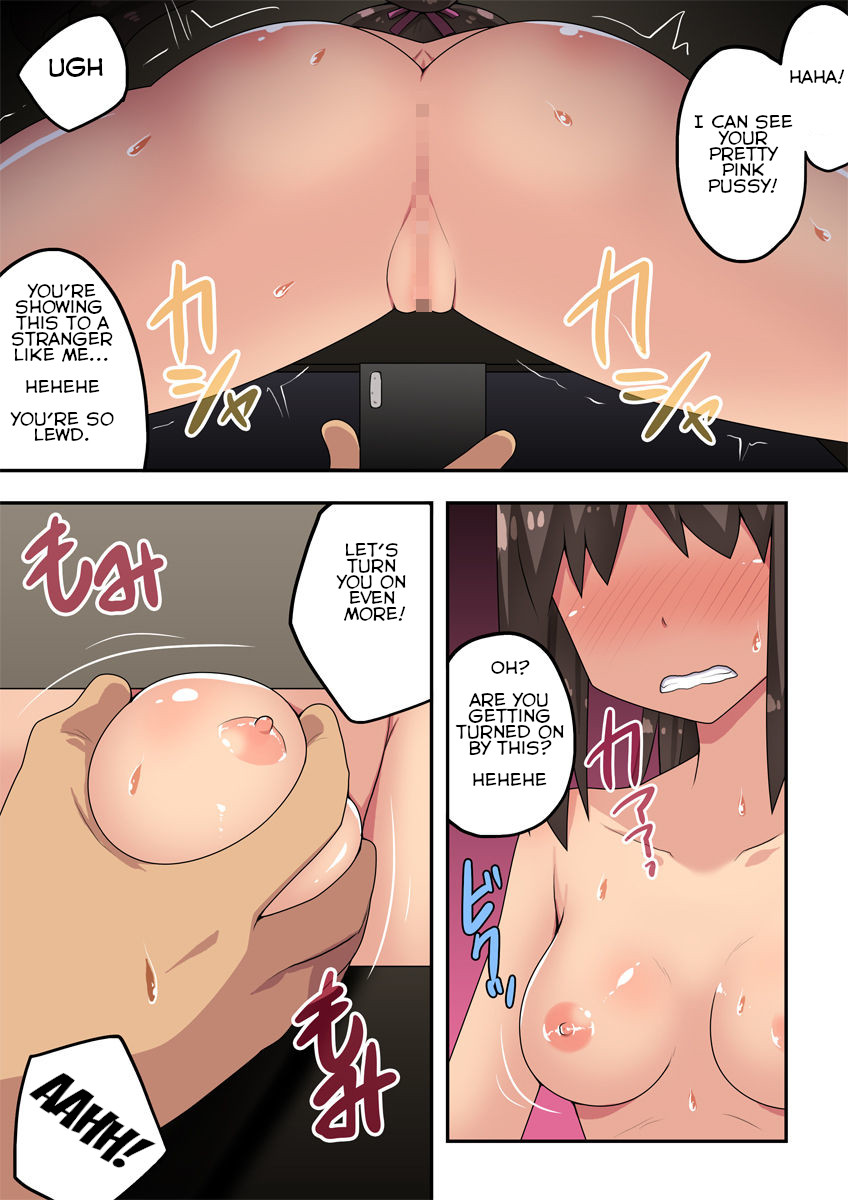 HAHA!
I CAN SEE
YOUR
PRETTY
PINK
PUSSY!
UGH
カシャ
カシャ
YOU'RE
SHOWING
THIS TO A
STRANGER
LIKE ME...
HEHEHE
YOU'RE SO
LEWD.
OH?
ARE YOU
GETTING
TURNED ON
BY THIS?
HEHEHE
カァァァ
ビクッ
LET'S
TURN
YOU ON
EVEN
MORE!
もみ
もみ
AAHH!